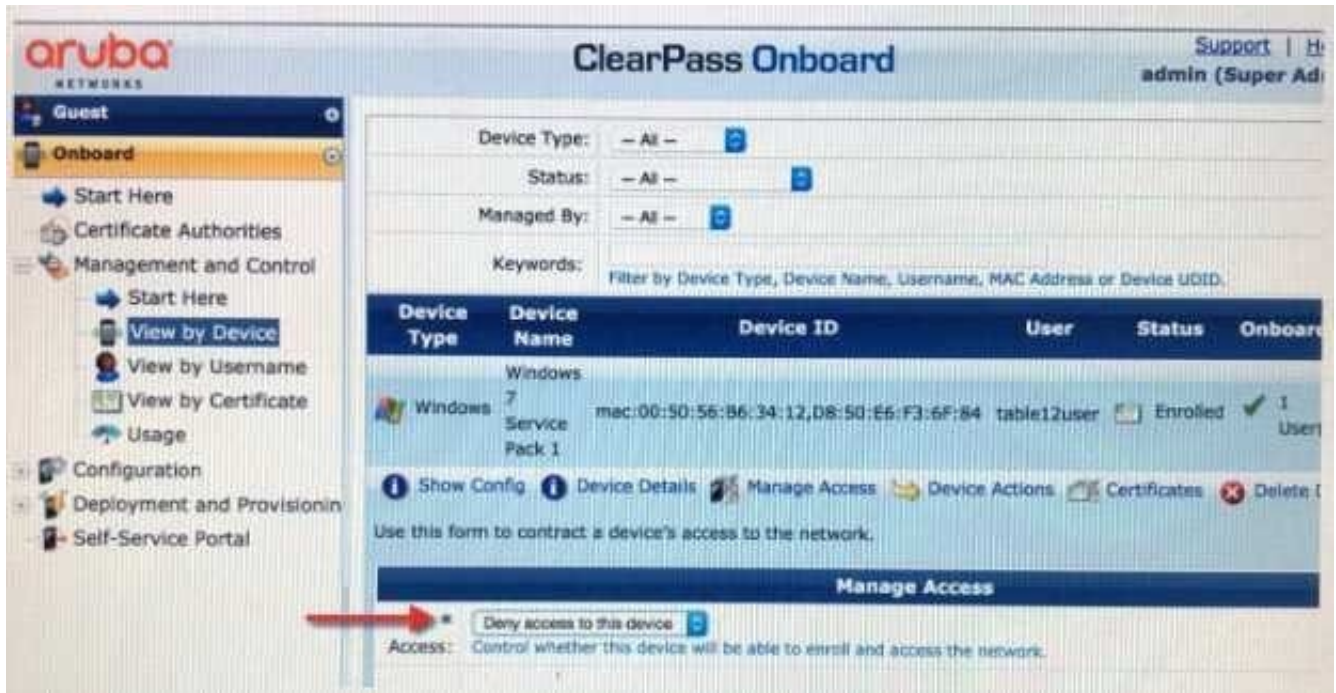 aruba
NETWORKS
ClearPass Onboard
Support | H
admin (Super Ad
Guest
Onboard
Start Here
Certificate Authorities
Management and Control
Start Here
View by Device
View by Username
View by Certificate
Usage
Configuration
Deployment and Provisionin
Self-Service Portal
Device Type: -- All --
Status: -- All --
Managed By: -- All --
Keywords:
Filter by Device Type, Device Name, Username, MAC Address or Device UDID.
Device Type Device Name Device ID User Status Onboar
Windows Windows 7 Service Pack 1 mac:00:50:56:B6:34:12,D8:50:E6:F3:6F:84 table12user Enrolled 1 User
Show Config Device Details Manage Access Device Actions Certificates Delete
Use this form to contract a device's access to the network.
Manage Access
* Access: Deny access to this device
Control whether this device will be able to enroll and access the network.